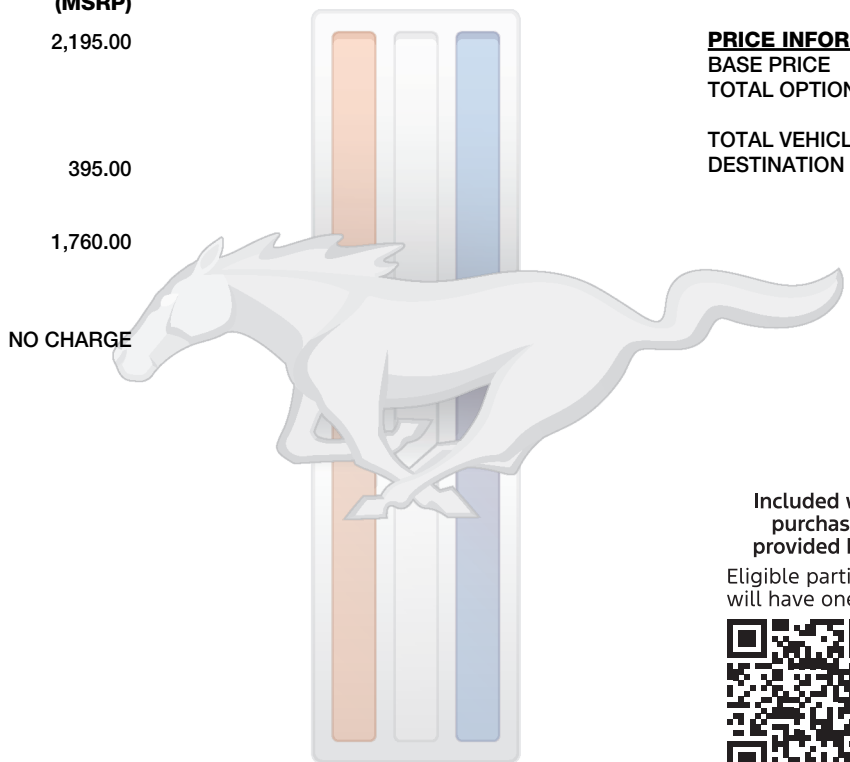 (MSRP)
2,195.00
395.00
1,760.00
NO CHARGE
PRICE INFOR
BASE PRICE
TOTAL OPTION
TOTAL VEHICL
DESTINATION
Included
purchas
provided
Eligible parti
will have one